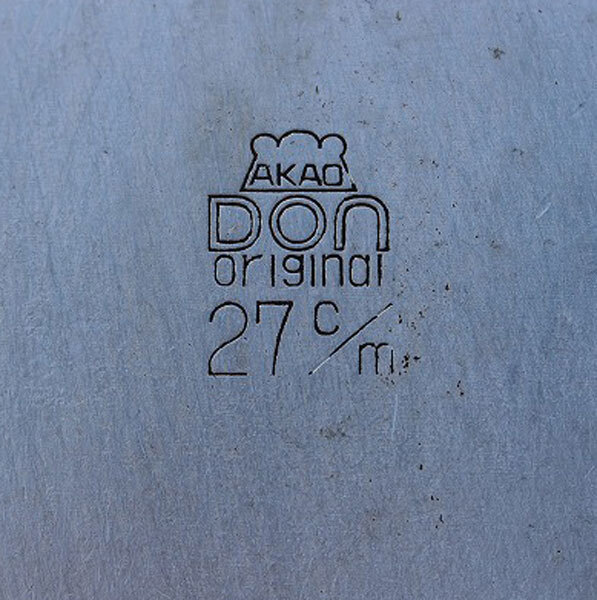 AKAO
DON
original
27 c/m